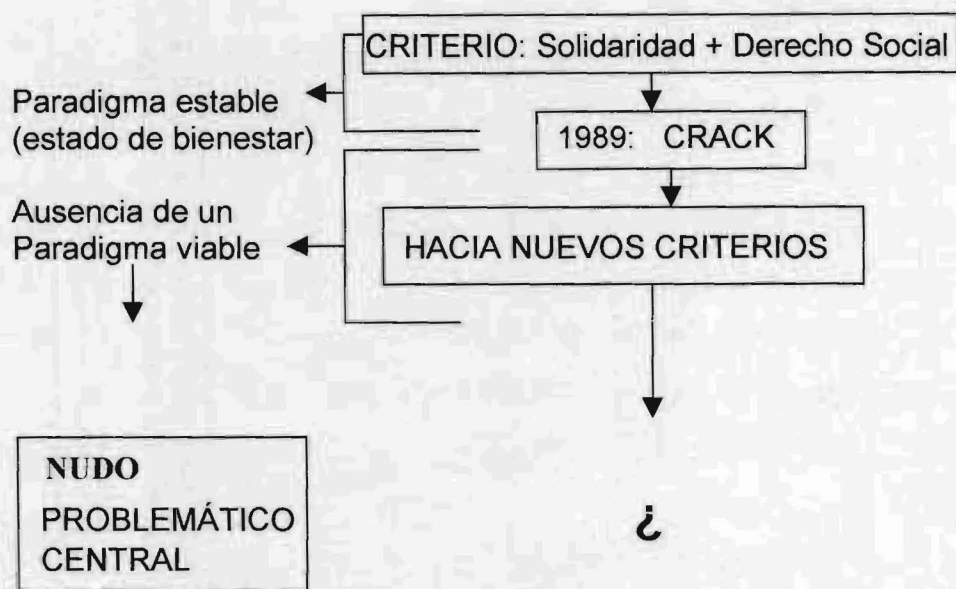 CRITERIO: Solidaridad + Derecho Social
Paradigma estable
(estado de bienestar)
1989: CRACK
Ausencia de un
Paradigma viable
HACIA NUEVOS CRITERIOS
NUDO
PROBLEMÁTICO
CENTRAL
¿